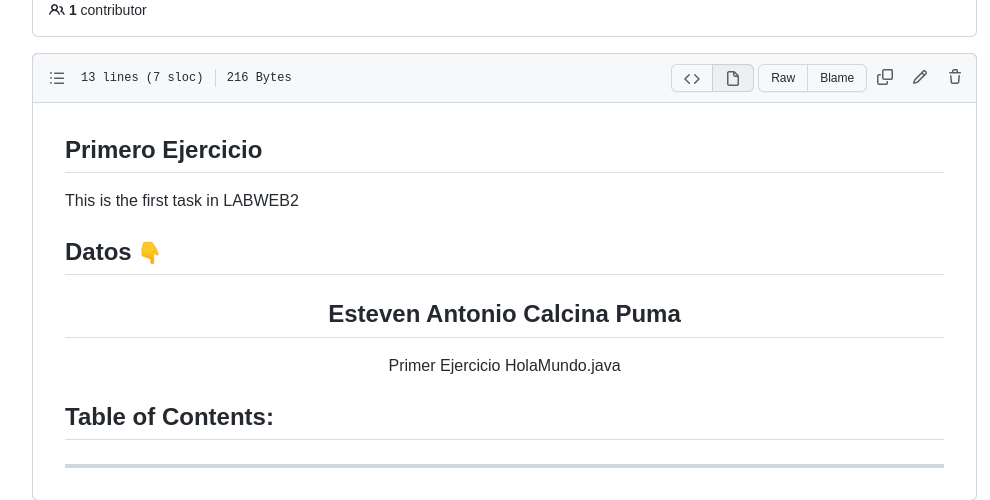 1 contributor
13 lines (7 sloc) 216 Bytes Raw Blame
Primero Ejercicio
This is the first task in LABWEB2
Datos 👇
Esteven Antonio Calcina Puma
Primer Ejercicio HolaMundo.java
Table of Contents: